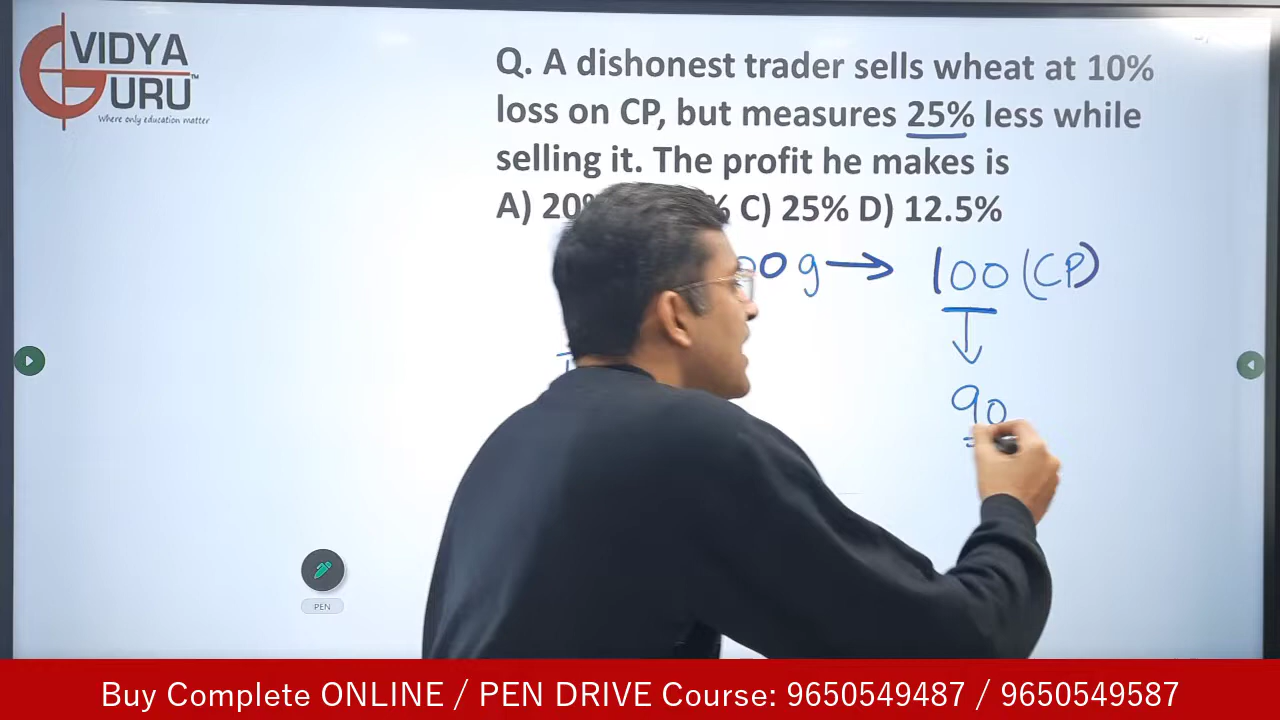 VIDYA
GURU™
Where only education matter
Q. A dishonest trader sells wheat at 10%
loss on CP, but measures 25% less while
selling it. The profit he makes is
A) 20 % C) 25% D) 12.5%
00 g → 100 (CP)
90
PEN
Buy Complete ONLINE / PEN DRIVE Course: 9650549487 / 9650549587